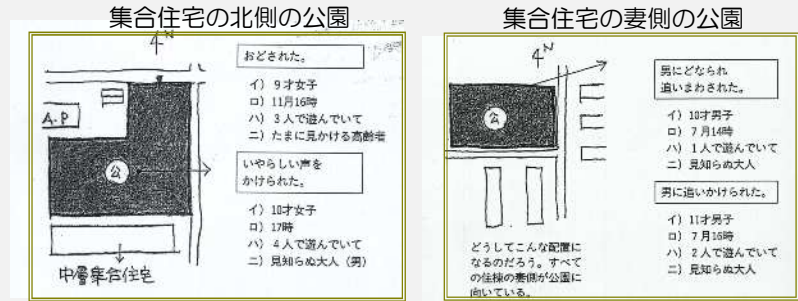 集合住宅の北側の公園
4N
おどされた。
イ) 9才女子
ロ) 11月16時
ハ) 3人で遊んでいて
ニ) たまに見かける高齢者
A.P
公
いやらしい声を
かけられた。
イ) 10才女子
ロ) 17時
ハ) 4人で遊んでいて
ニ) 見知らぬ大人(男)
中層集合住宅
集合住宅の妻側の公園
4N
男にどなられ
追いまわされた。
イ) 10才男子
ロ) 7月14時
ハ) 1人で遊んでいて
ニ) 見知らぬ大人
公
男に追いかけられた。
イ) 11才男子
ロ) 7月16時
ハ) 2人で遊んでいて
ニ) 見知らぬ大人
どうしてこんな配置に
なるのだろう。すべて
の住棟の妻側が公園に
向いている。